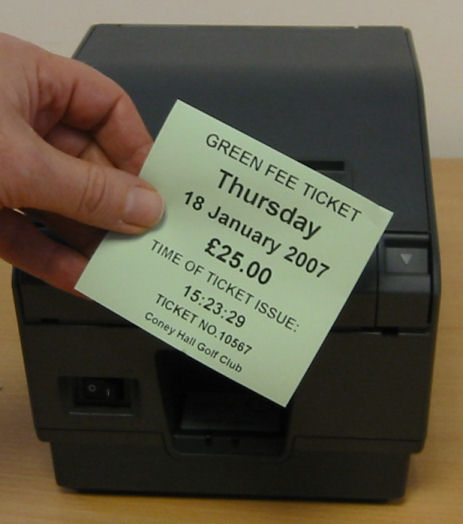 GREEN FEE TICKET
Thursday
18 January 2007
£25.00
TIME OF TICKET ISSUE:
15:23:29
TICKET NO.10567
Coney Hall Golf Club